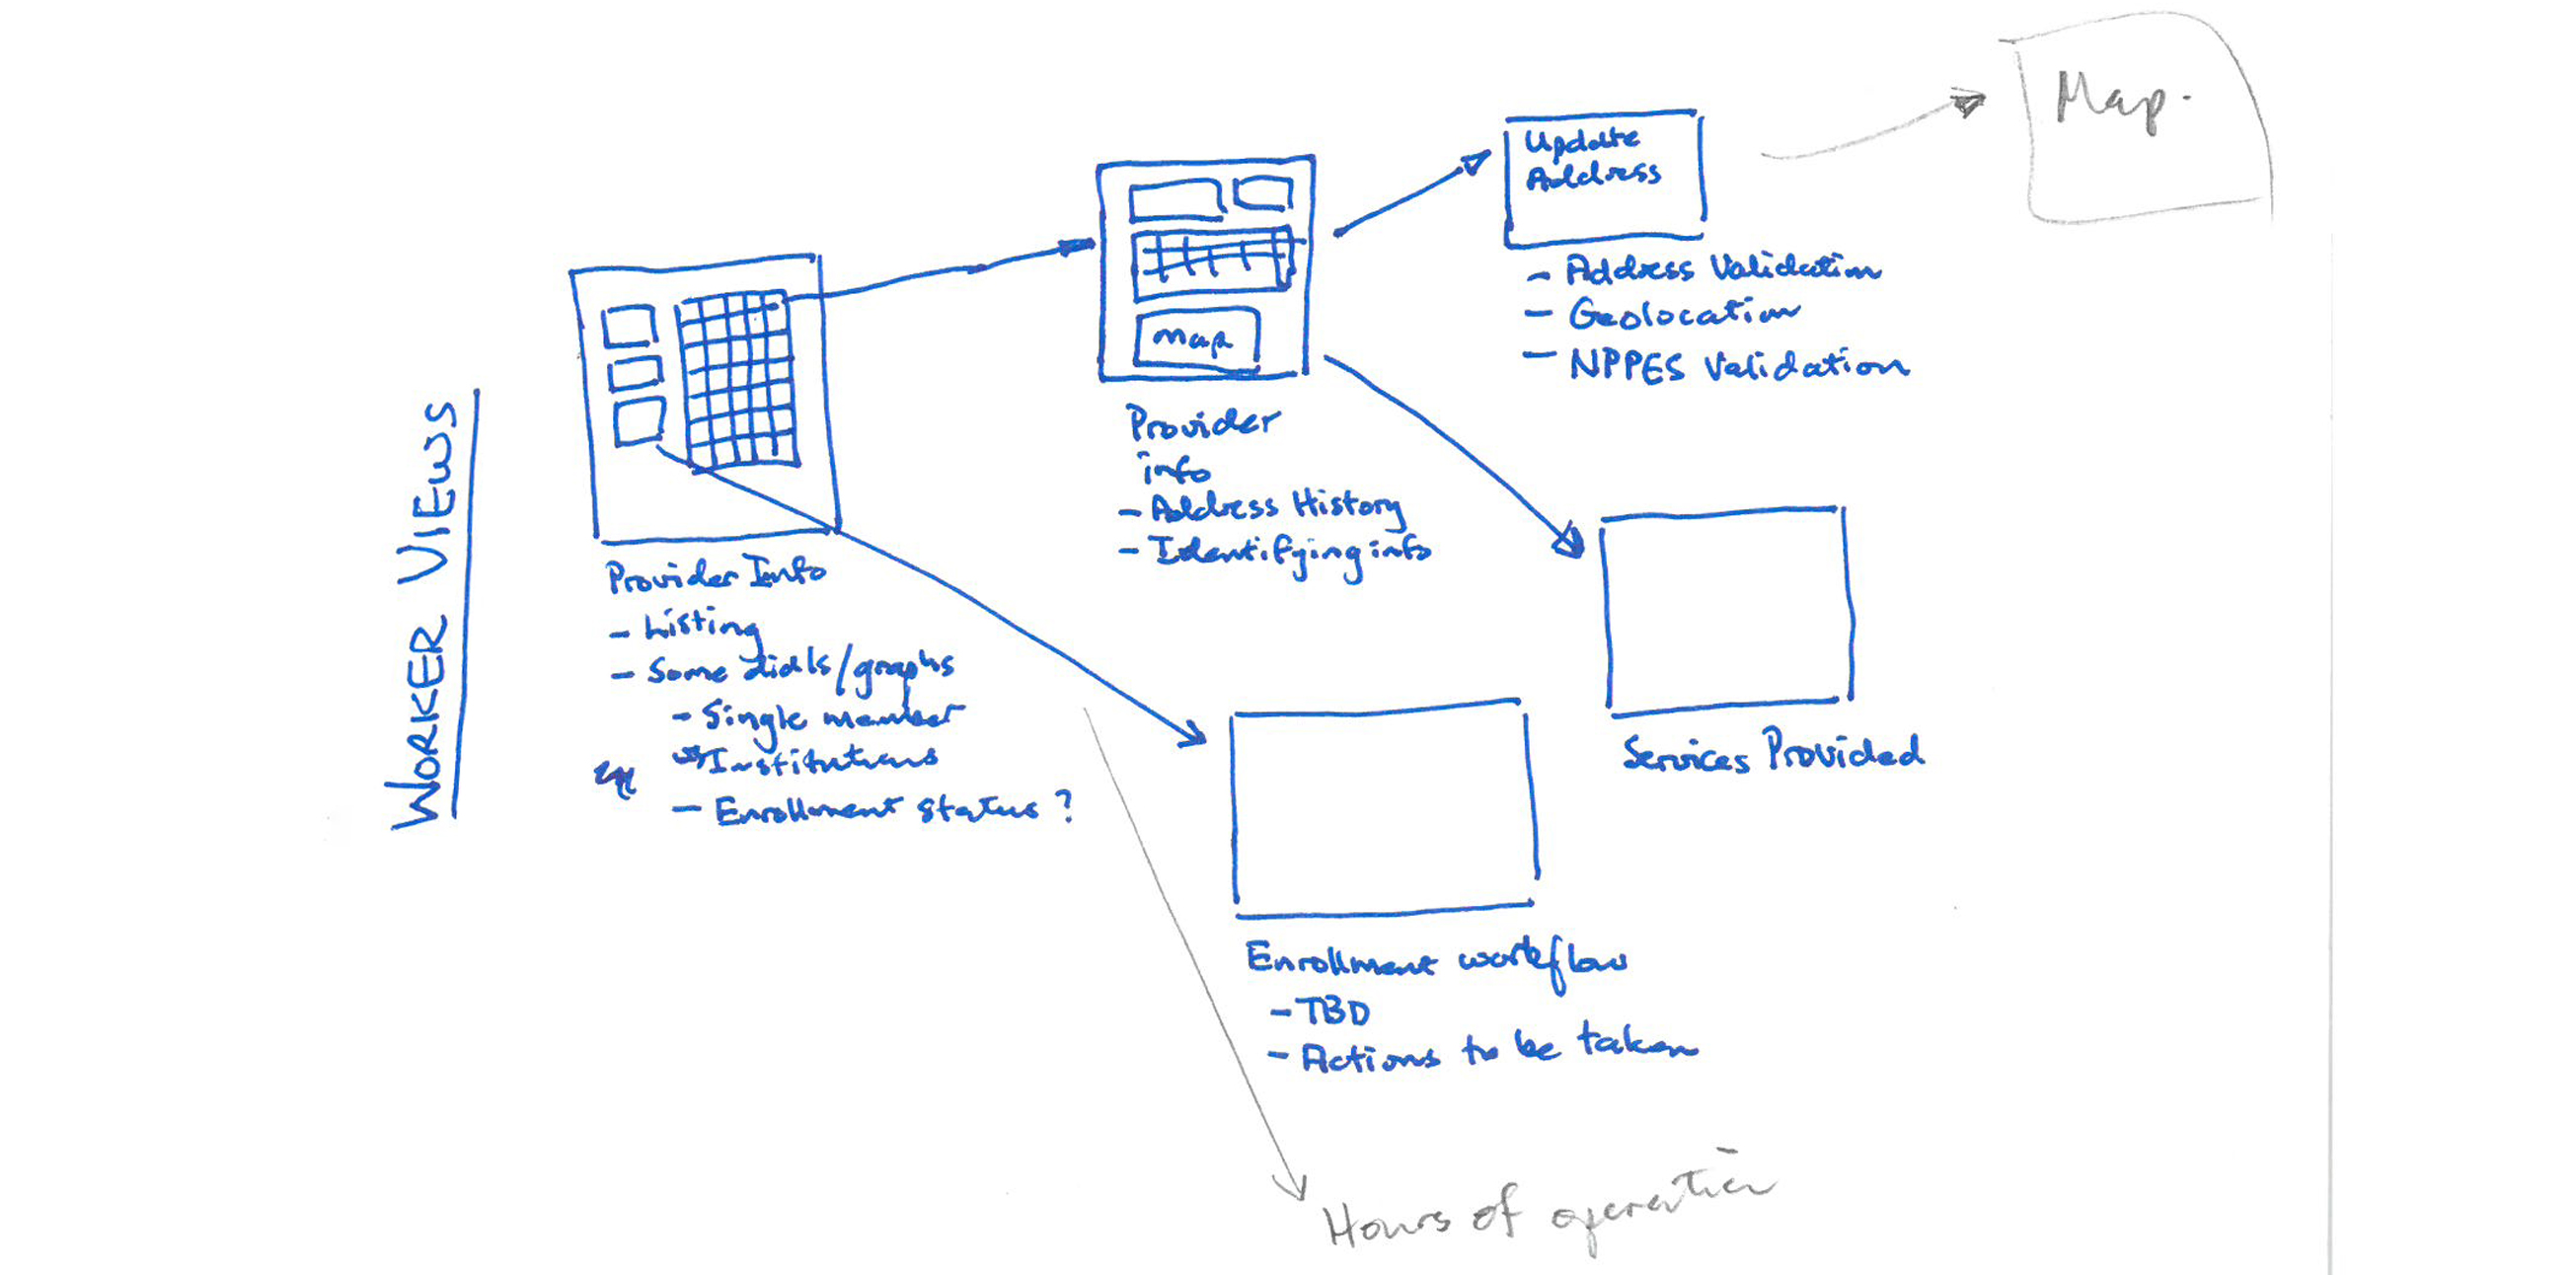 WORKER VIEWS
Provider Info
- Listing
- Some dials/graphs
- Single member
Institutions
- Enrollment status?
Map
Provider
info
- Address History
- Identifying info
Update
Address
- Address Validation
- Geolocation
- NPPES Validation
Map.
Services Provided
Enrollment workflow
- TBD
- Actions to be taken
Hours of operation